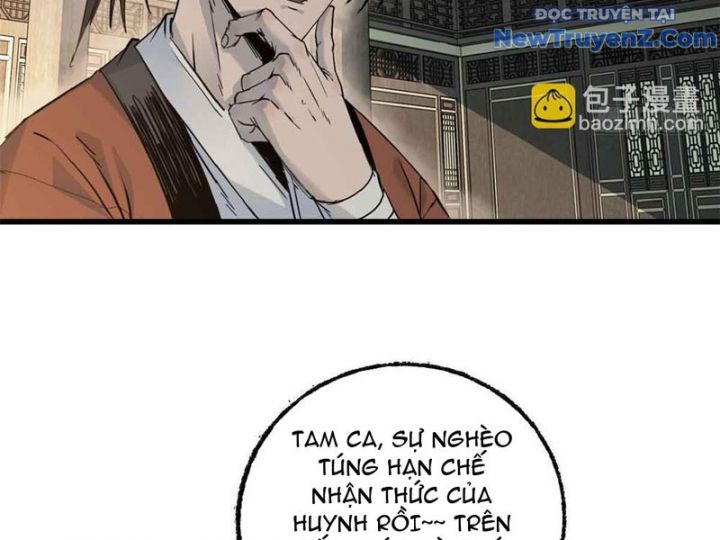 ĐỌC TRUYỆN TẠI
NewTruyenZ.Com
包子漫畫
baozimh.com
TAM CA, SỰ NGHÈO
TÚNG HẠN CHẾ
NHẬN THỨC CỦA
HUYNH RỒI~~ TRÊN